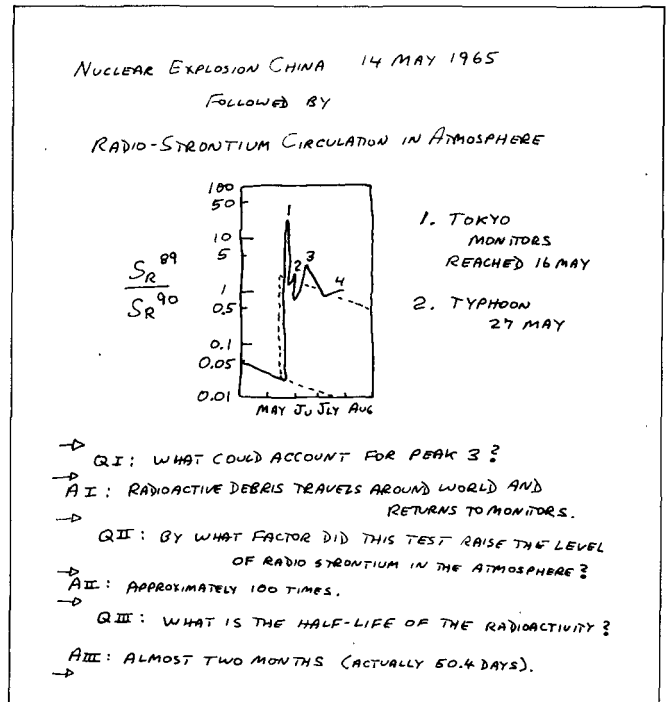 NUCLEAR EXPLOSION CHINA 14 MAY 1965
FOLLOWED BY
RADIO-STRONTIUM CIRCULATION IN ATMOSPHERE
100
50
10
5
1
0.5
0.1
0.05
0.01
SR⁸⁹
SR⁹⁰
1
2
3
4
MAY JU JLY AUG
1. TOKYO
MONITORS
REACHED 16 MAY
2. TYPHOON
27 MAY
QI: WHAT COULD ACCOUNT FOR PEAK 3?
AI: RADIOACTIVE DEBRIS TRAVELS AROUND WORLD AND
RETURNS TO MONITORS.
QII: BY WHAT FACTOR DID THIS TEST RAISE THE LEVEL
OF RADIO STRONTIUM IN THE ATMOSPHERE?
AII: APPROXIMATELY 100 TIMES.
QIII: WHAT IS THE HALF-LIFE OF THE RADIOACTIVITY?
AIII: ALMOST TWO MONTHS (ACTUALLY 50.4 DAYS).